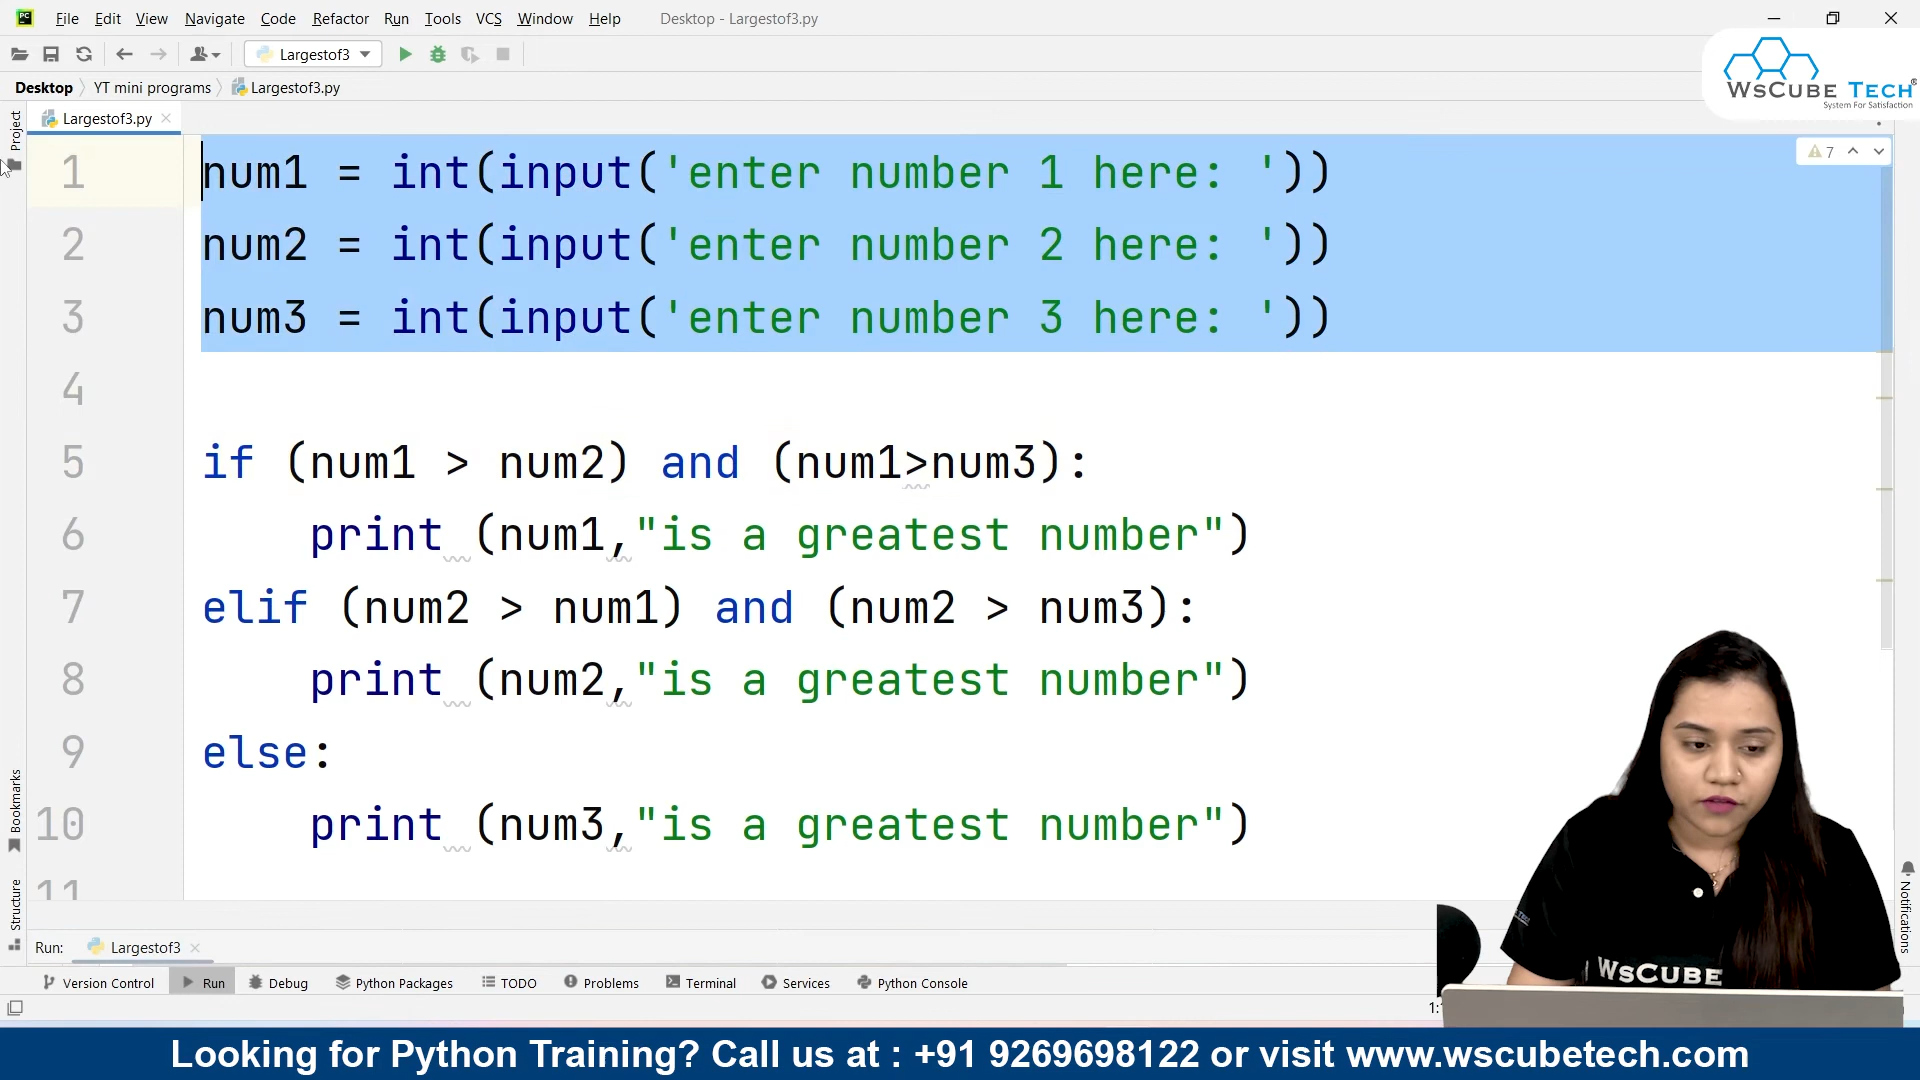 File Edit View Navigate Code Refactor Run Tools VCS Window Help Desktop - Largestof3.py
Largestof3
WsCube Tech®
System For Satisfaction
Desktop YT mini programs Largestof3.py
Project
Largestof3.py
7
1 num1 = int(input('enter number 1 here: '))
2 num2 = int(input('enter number 2 here: '))
3 num3 = int(input('enter number 3 here: '))
4
5 if (num1 > num2) and (num1>num3):
6 print (num1,"is a greatest number")
7 elif (num2 > num1) and (num2 > num3):
8 print (num2,"is a greatest number")
9 else:
10 print (num3,"is a greatest number")
11
Bookmarks
Structure
Notifications
WsCube
Run: Largestof3
Version Control Run Debug Python Packages TODO Problems Terminal Services Python Console
Looking for Python Training? Call us at : +91 9269698122 or visit www.wscubetech.com